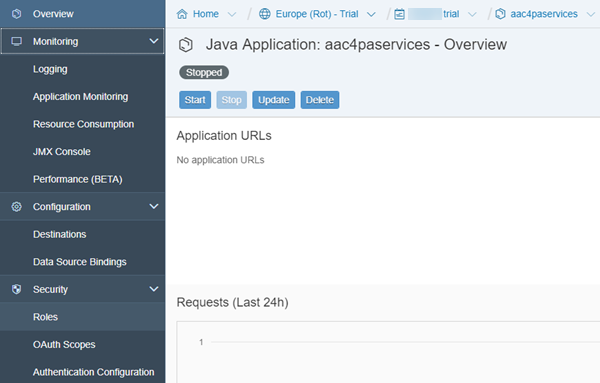 Overview
Monitoring
Logging
Application Monitoring
Resource Consumption
JMX Console
Performance (BETA)
Configuration
Destinations
Data Source Bindings
Security
Roles
OAuth Scopes
Authentication Configuration
Home / Europe (Rot) - Trial / trial / aac4paservices
Java Application: aac4paservices - Overview
Stopped
Start Stop Update Delete
Application URLs
No application URLs
Requests (Last 24h)
1